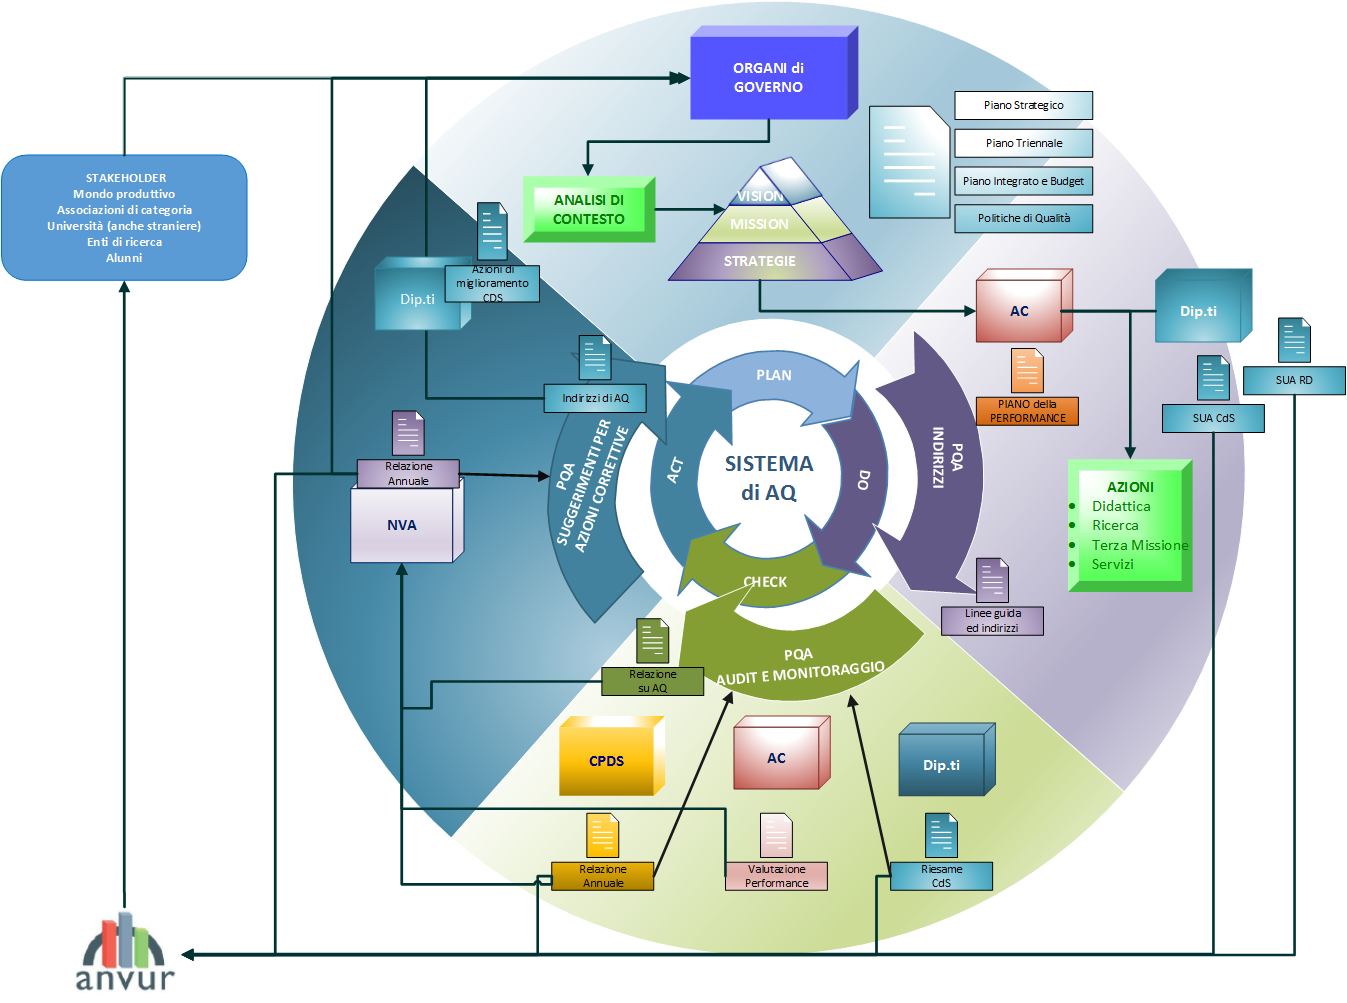 ORGANI di
GOVERNO
Piano Strategico
Piano Triennale
Piano Integrato e Budget
Politiche di Qualità
STAKEHOLDER
Mondo produttivo
Associazioni di categoria
Università (anche straniere)
Enti di ricerca
Alunni
ANALISI DI
CONTESTO
VISION
MISSION
STRATEGIE
Dip.ti
Azioni di
miglioramento
CDS
AC
Dip.ti
PIANO della
PERFORMANCE
SUA RD
SUA CdS
Indirizzi di AQ
PLAN
DO
CHECK
ACT
SISTEMA
di AQ
PQA
INDIRIZZI
PQA
SUGGERIMENTI PER
AZIONI CORRETTIVE
Relazione
Annuale
NVA
AZIONI
• Didattica
• Ricerca
• Terza Missione
• Servizi
Linee guida
ed indirizzi
PQA
AUDIT E MONITORAGGIO
Relazione
su AQ
CPDS
AC
Dip.ti
Relazione
Annuale
Valutazione
Performance
Riesame
CdS
anvur